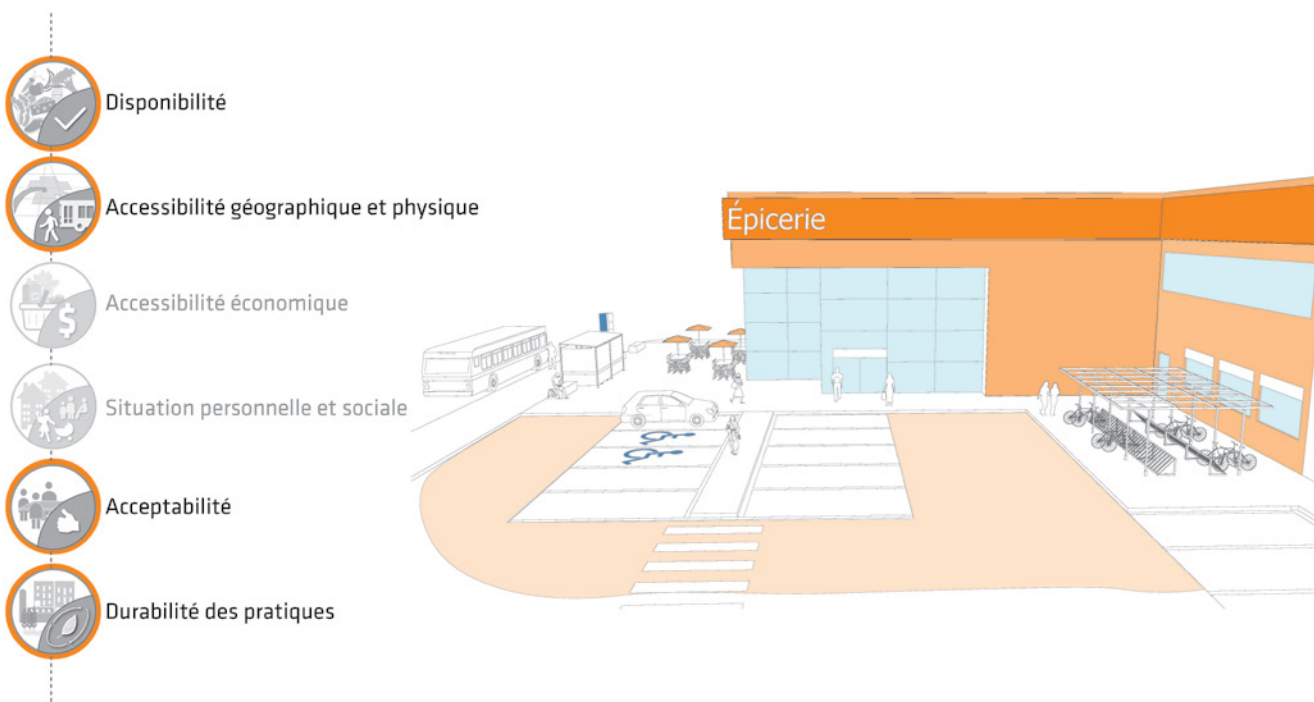 Disponibilité
Accessibilité géographique et physique
Accessibilité économique
Situation personnelle et sociale
Acceptabilité
Durabilité des pratiques
Épicerie
$